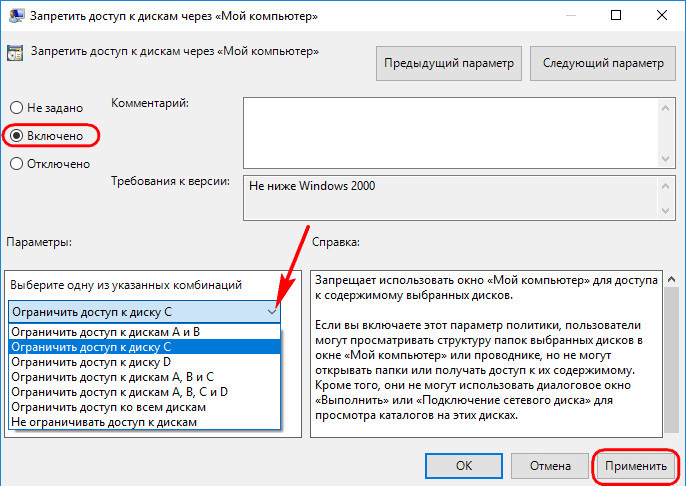 Запретить доступ к дискам через «Мой компьютер»
Запретить доступ к дискам через «Мой компьютер»
Предыдущий параметр
Следующий параметр
Не задано
Включено
Отключено
Комментарий:
Требования к версии:
Не ниже Windows 2000
Параметры:
Справка:
Выберите одну из указанных комбинаций
Ограничить доступ к диску C
Ограничить доступ к дискам A и B
Ограничить доступ к диску C
Ограничить доступ к диску D
Ограничить доступ к дискам A, B и C
Ограничить доступ к дискам A, B, C и D
Ограничить доступ ко всем дискам
Не ограничивать доступ к дискам
Запрещает использовать окно «Мой компьютер» для доступа
к содержимому выбранных дисков.
Если вы включаете этот параметр политики, пользователи
могут просматривать структуру папок выбранных дисков в
окне «Мой компьютер» или проводнике, но не могут
открывать папки или получать доступ к их содержимому.
Кроме того, они не могут использовать диалоговое окно
«Выполнить» или «Подключение сетевого диска» для
просмотра каталогов на этих дисках.
ОК
Отмена
Применить